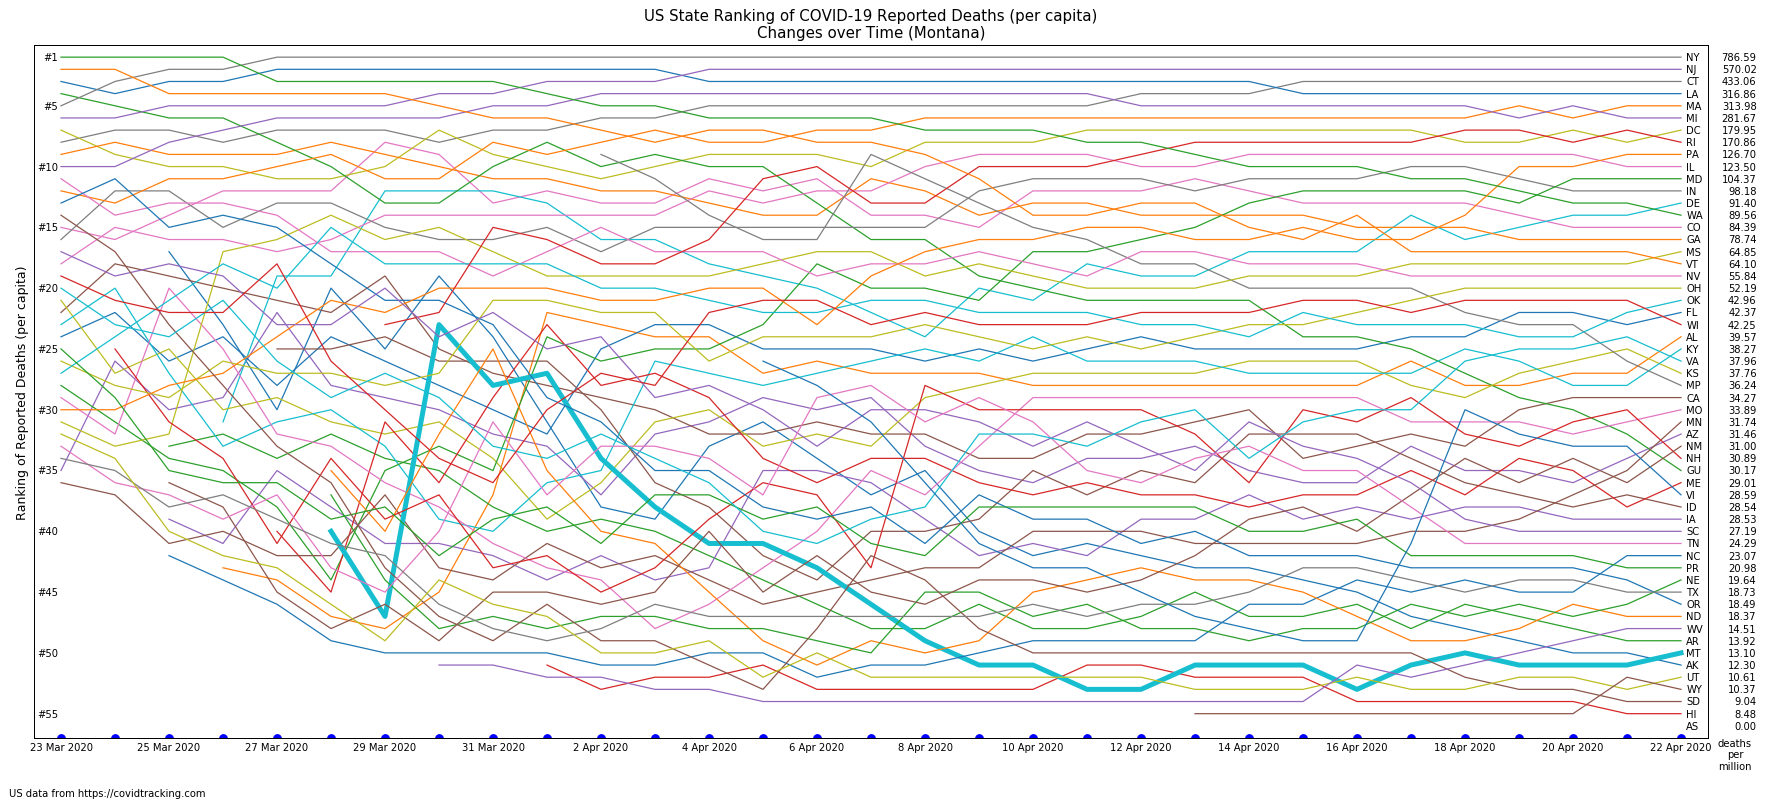 US State Ranking of COVID-19 Reported Deaths (per capita)
Changes over Time (Montana)
Ranking of Reported Deaths (per capita)
#1
#5
#10
#15
#20
#25
#30
#35
#40
#45
#50
#55
NY 786.59
NJ 570.02
CT 433.06
LA 316.86
MA 313.98
MI 281.67
DC 179.95
RI 170.86
PA 126.70
IL 123.50
MD 104.37
IN 98.18
DE 91.40
WA 89.56
CO 84.39
GA 78.74
MS 64.85
VT 64.10
NV 55.84
OH 52.19
OK 42.96
FL 42.37
WI 42.25
AL 39.57
KY 38.27
VA 37.96
KS 37.76
MP 36.24
CA 34.27
MO 33.89
MN 31.74
AZ 31.46
NM 31.00
NH 30.89
GU 30.17
ME 29.01
VI 28.59
ID 28.54
IA 28.53
SC 27.19
TN 24.29
NC 23.07
PR 20.98
NE 19.64
TX 18.73
OR 18.49
ND 18.37
WV 14.51
AR 13.92
MT 13.10
AK 12.30
UT 10.61
WY 10.37
SD 9.04
HI 8.48
AS 0.00
23 Mar 2020 25 Mar 2020 27 Mar 2020 29 Mar 2020 31 Mar 2020 2 Apr 2020 4 Apr 2020 6 Apr 2020 8 Apr 2020 10 Apr 2020 12 Apr 2020 14 Apr 2020 16 Apr 2020 18 Apr 2020 20 Apr 2020 22 Apr 2020
deaths
per
million
US data from https://covidtracking.com